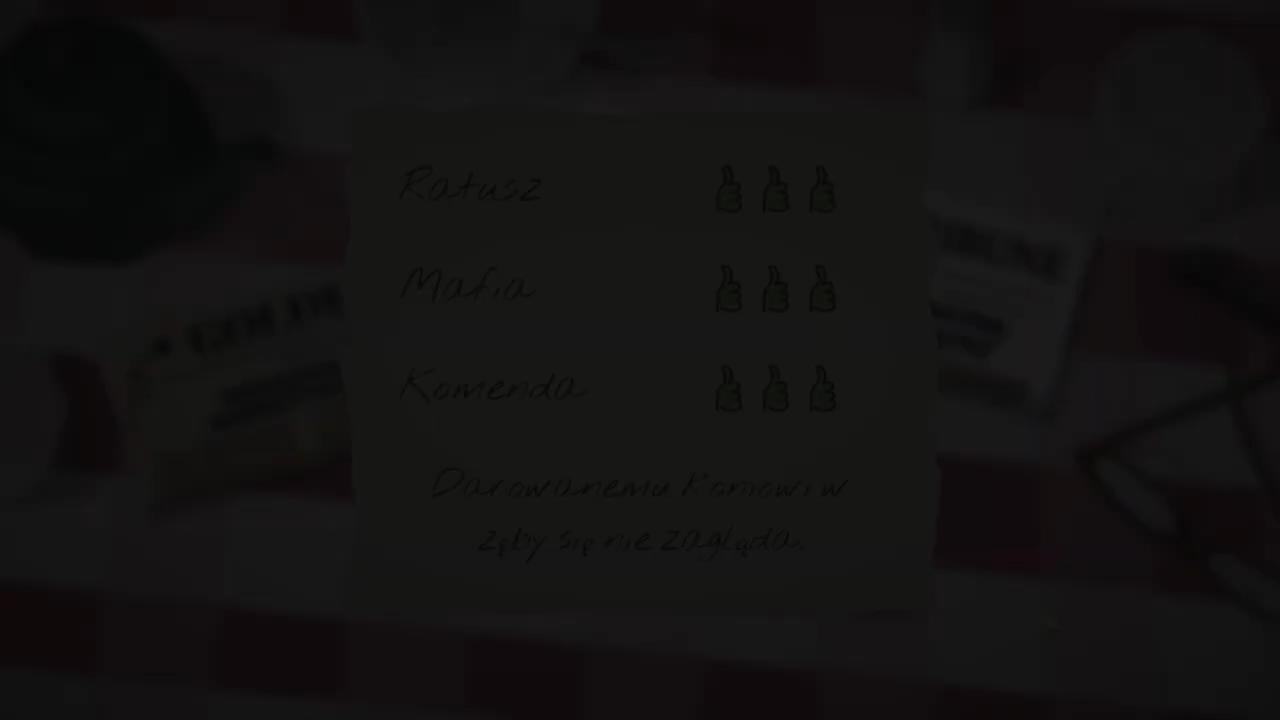 Ratusz
Mafia
Komenda
Darowanemu koniowi w
zęby się nie zagląda.